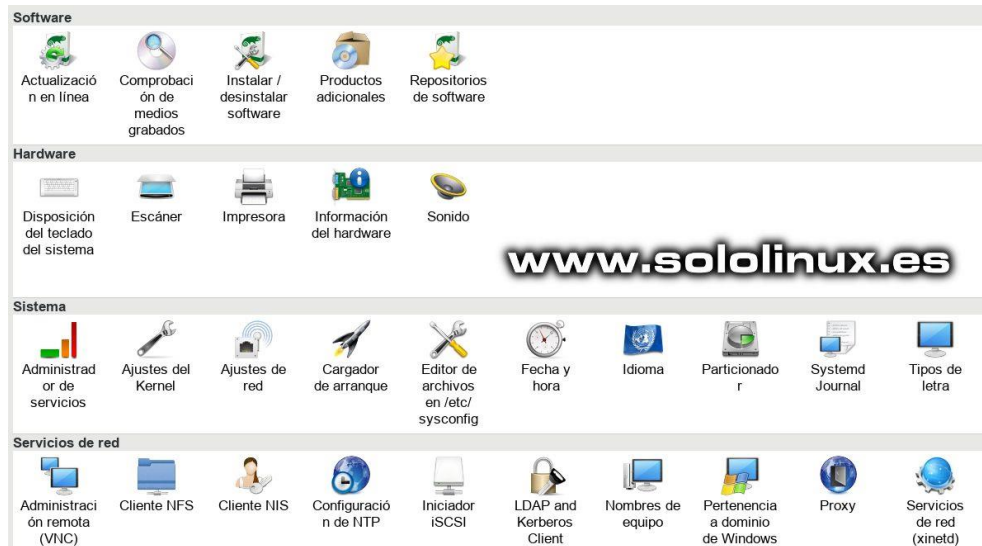 Software
Actualizació
n en línea
Comprobaci
ón de
medios
grabados
Instalar /
desinstalar
software
Productos
adicionales
Repositorios
de software
Hardware
Disposición
del teclado
del sistema
Escáner
Impresora
Información
del hardware
Sonido
www.sololinux.es
Sistema
Administrad
or de
servicios
Ajustes del
Kernel
Ajustes de
red
Cargador
de arranque
Editor de
archivos
en /etc/
sysconfig
Fecha y
hora
Idioma
Particionado
r
Systemd
Journal
Tipos de
letra
Servicios de red
Administraci
ón remota
(VNC)
Cliente NFS
Cliente NIS
Configuració
n de NTP
Iniciador
iSCSI
LDAP and
Kerberos
Client
Nombres de
equipo
Pertenencia
a dominio
de Windows
Proxy
Servicios
de red
(xinetd)